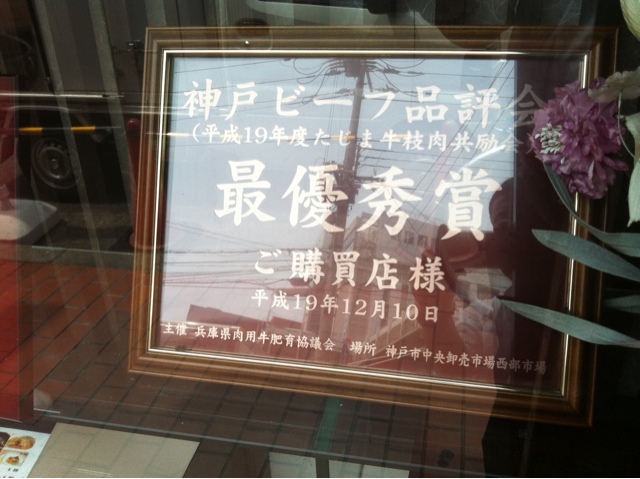 神戸ビーフ品評会
(平成19年度たじま牛枝肉共励会)
最優秀賞
ご購買店様
平成19年12月10日
主催 兵庫県肉用牛肥育協議会 場所 神戸市中央卸売市場西部市場